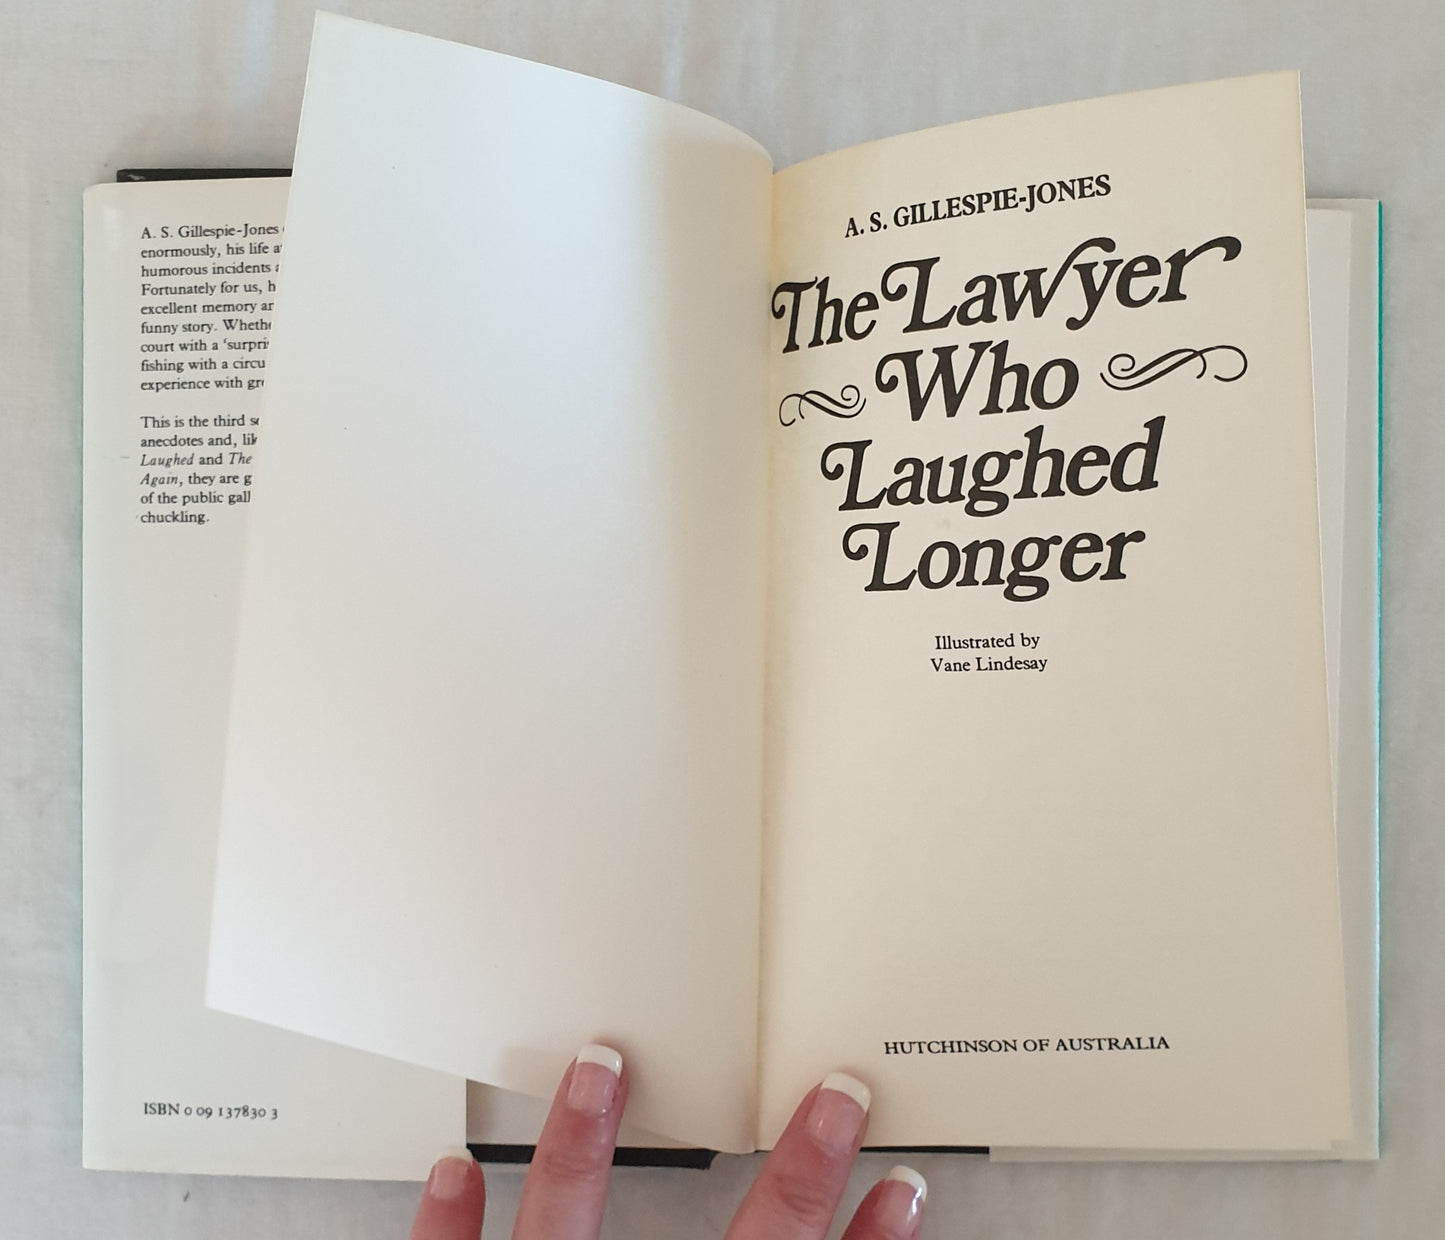 A. S. Gillespie-Jones
enormously, his life
humorous incidents
Fortunately for us, h
excellent memory ar
funny story. Wheth
court with a 'surpri
fishing with a circu
experience with gr
This is the third s
anecdotes and, lik
Laughed and The
Again, they are g
of the public gall
chuckling.
ISBN 0 09 137830 3
A. S. GILLESPIE-JONES
The Lawyer
Who
Laughed
Longer
Illustrated by
Vane Lindesay
HUTCHINSON OF AUSTRALIA